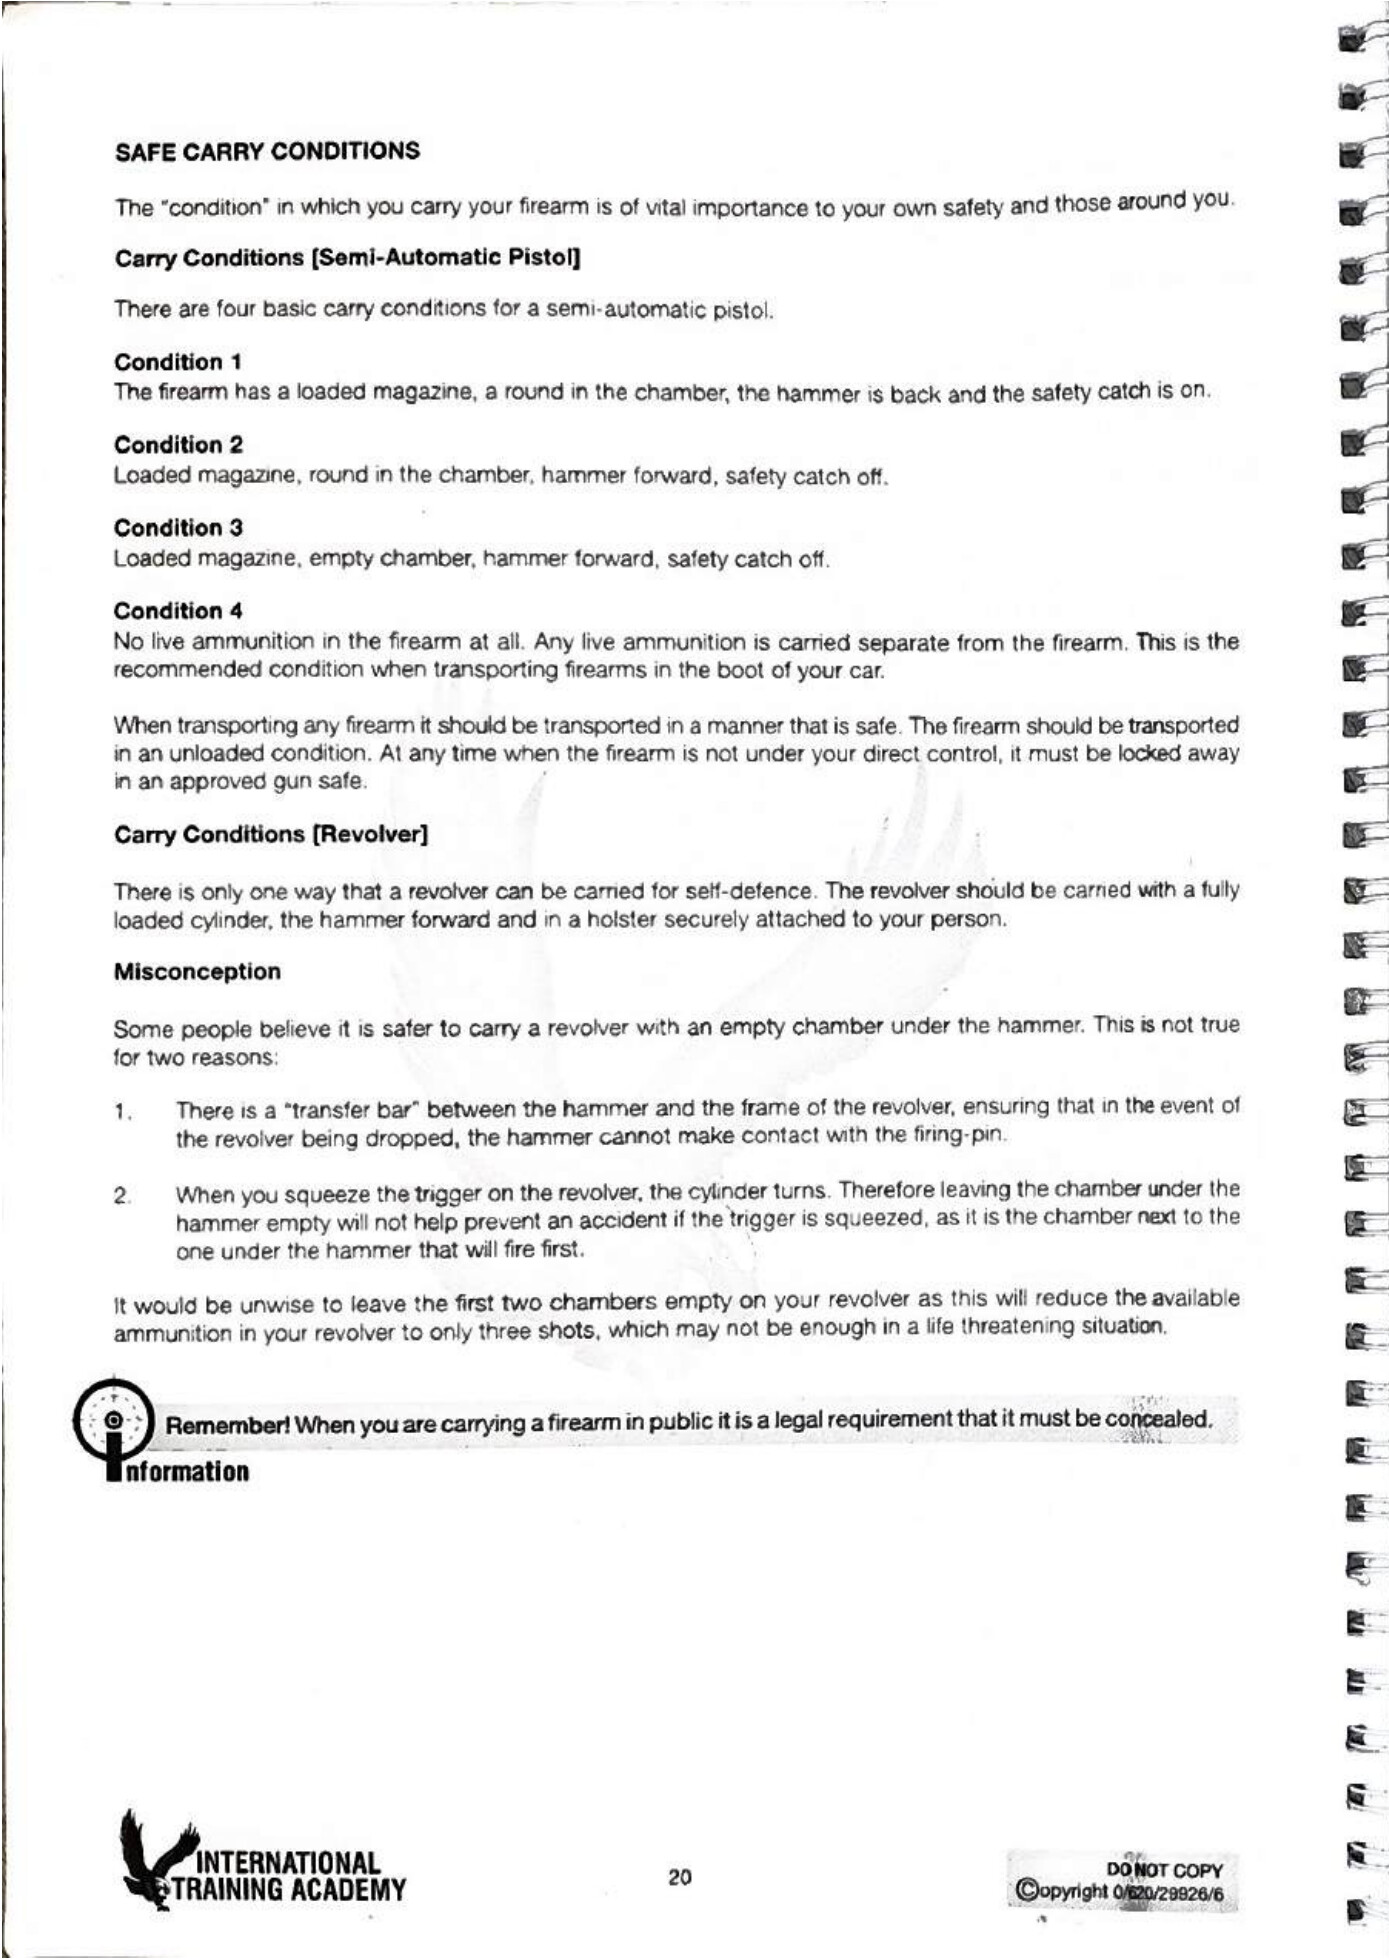 SAFE CARRY CONDITIONS
The "condition" in which you carry your firearm is of vital importance to your own safety and those around you.
Carry Conditions [Semi-Automatic Pistol]
There are four basic carry conditions for a semi-automatic pistol.
Condition 1
The firearm has a loaded magazine, a round in the chamber, the hammer is back and the safety catch is on.
Condition 2
Loaded magazine, round in the chamber, hammer forward, safety catch off.
Condition 3
Loaded magazine, empty chamber, hammer forward, safety catch off.
Condition 4
No live ammunition in the firearm at all. Any live ammunition is carried separate from the firearm. This is the
recommended condition when transporting firearms in the boot of your car.
When transporting any firearm it should be transported in a manner that is safe. The firearm should be transported
in an unloaded condition. At any time when the firearm is not under your direct control, it must be locked away
in an approved gun safe.
Carry Conditions [Revolver]
There is only one way that a revolver can be carried for self-defence. The revolver should be carried with a fully
loaded cylinder, the hammer forward and in a holster securely attached to your person.
Misconception
Some people believe it is safer to carry a revolver with an empty chamber under the hammer. This is not true
for two reasons:
1. There is a "transfer bar" between the hammer and the frame of the revolver, ensuring that in the event of
the revolver being dropped, the hammer cannot make contact with the firing-pin.
2. When you squeeze the trigger on the revolver, the cylinder turns. Therefore leaving the chamber under the
hammer empty will not help prevent an accident if the trigger is squeezed, as it is the chamber next to the
one under the hammer that will fire first.
It would be unwise to leave the first two chambers empty on your revolver as this will reduce the available
ammunition in your revolver to only three shots, which may not be enough in a life threatening situation.
Remember! When you are carrying a firearm in public it is a legal requirement that it must be concealed.
Information
INTERNATIONAL
TRAINING ACADEMY
20
DO NOT COPY
©opyright 0/620/29926/6